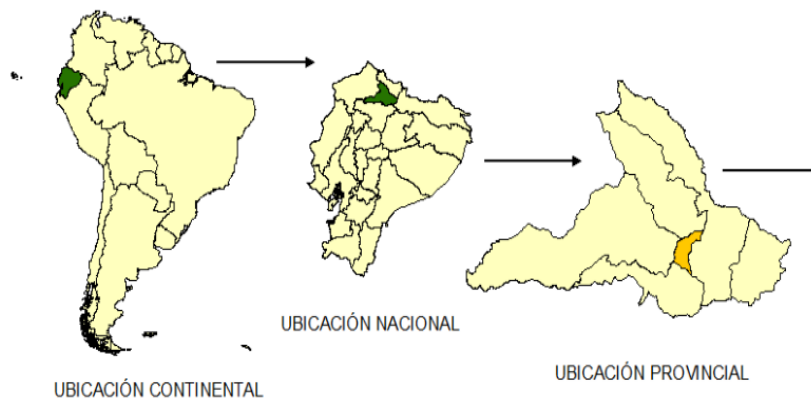 UBICACIÓN NACIONAL
UBICACIÓN PROVINCIAL
UBICACIÓN CONTINENTAL